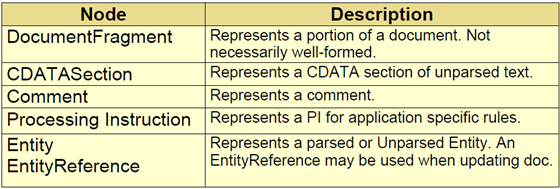 Node Description
DocumentFragment Represents a portion of a document. Not
necessarily well-formed.
CDATASection Represents a CDATA section of unparsed text.
Comment Represents a comment.
Processing Instruction Represents a PI for application specific rules.
Entity Represents a parsed or Unparsed Entity. An
EntityReference EntityReference may be used when updating doc.